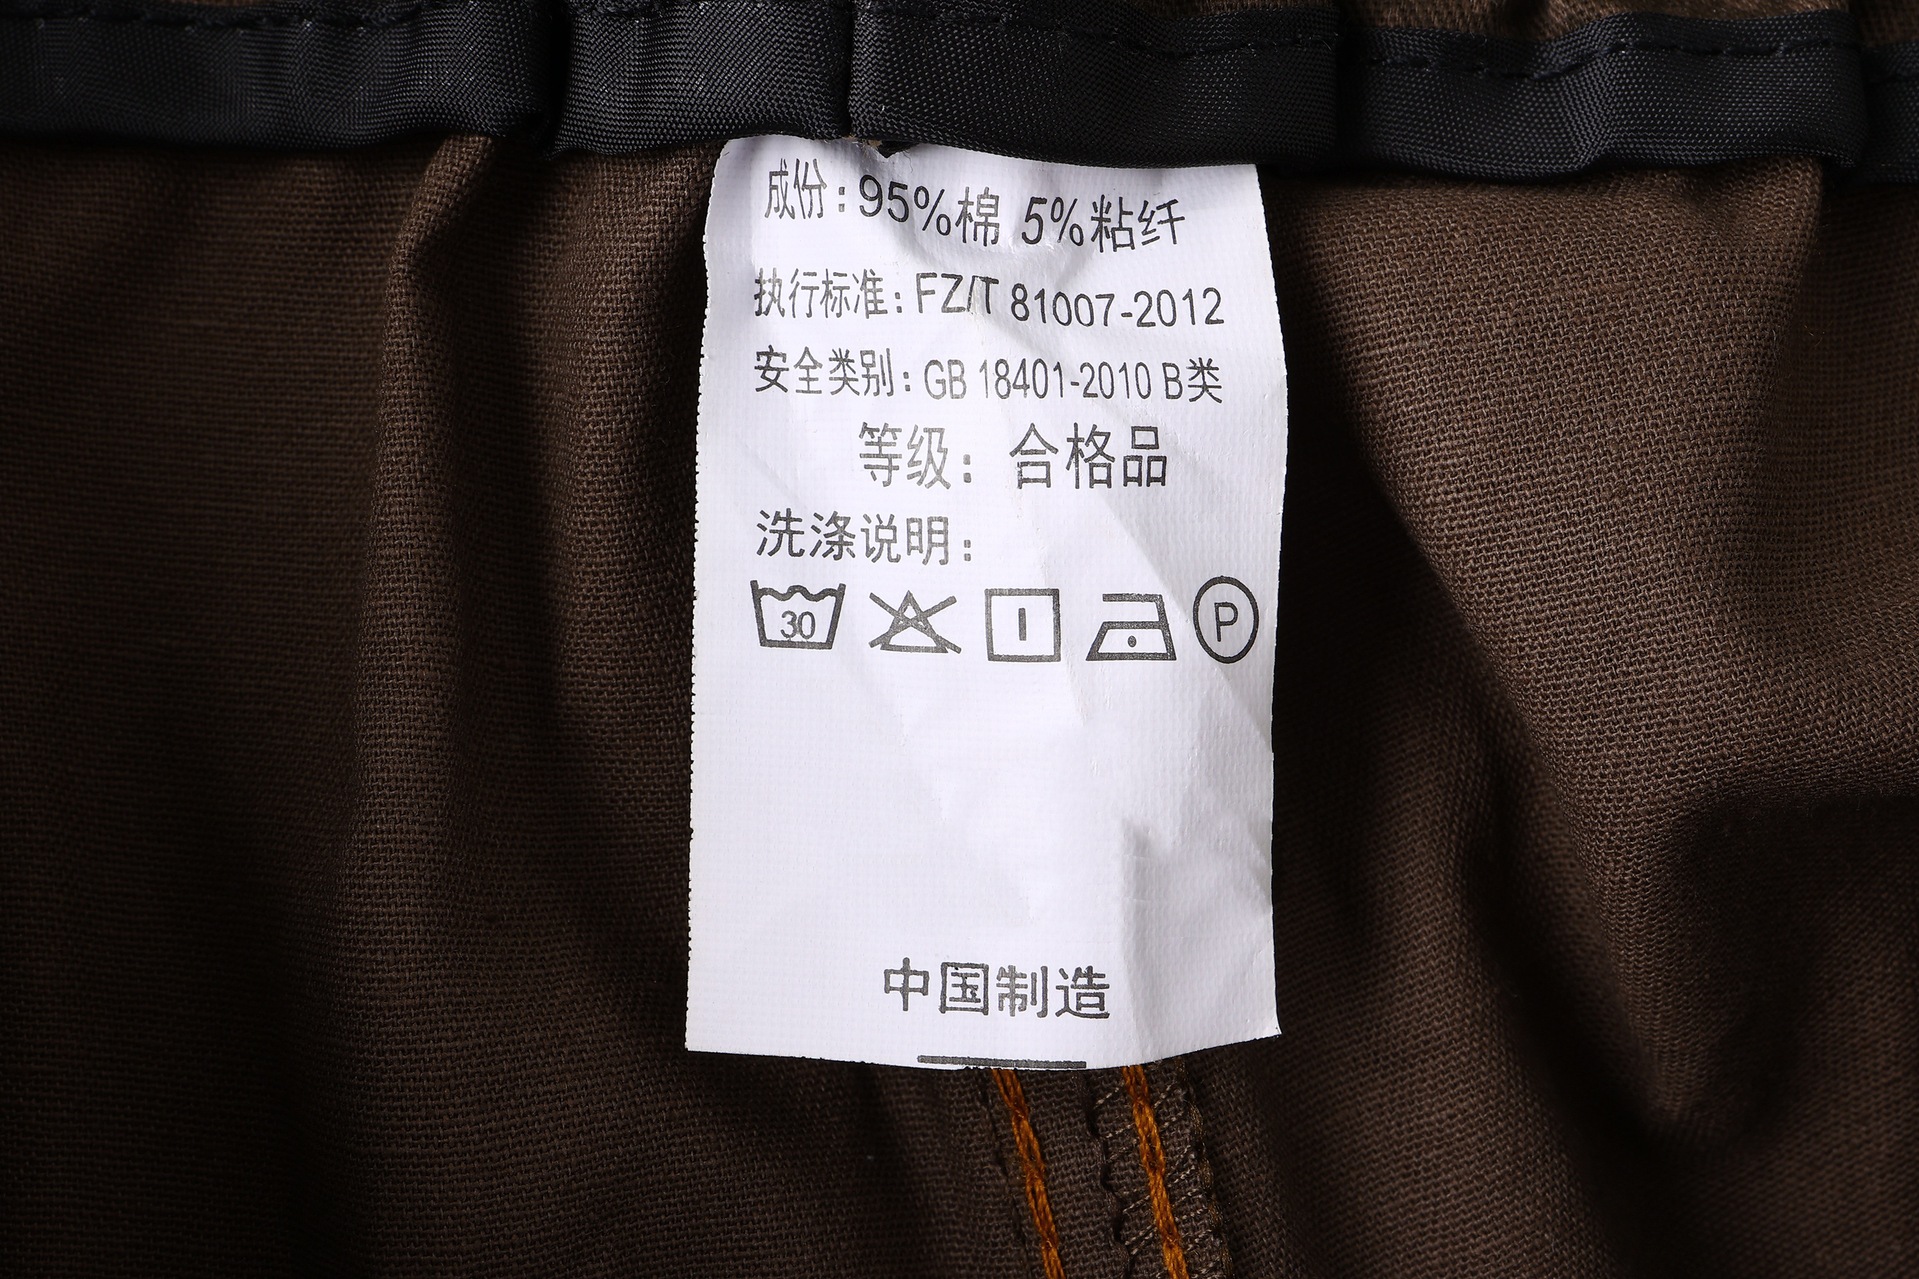 成份：95%棉 5%粘纤
执行标准：FZ/T 81007-2012
安全类别：GB 18401-2010 B类
等级：合格品
洗涤说明：
30 P
中国制造